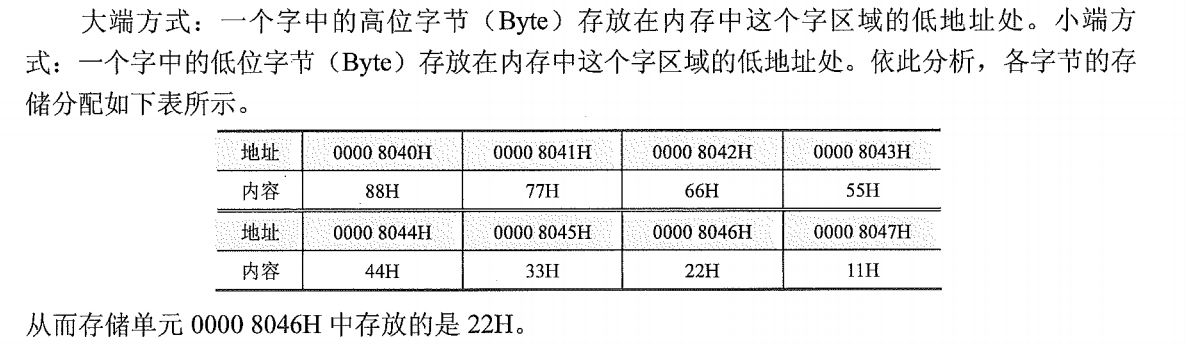 大端方式：一个字中的高位字节（Byte）存放在内存中这个字区域的低地址处。小端方
式：一个字中的低位字节（Byte）存放在内存中这个字区域的低地址处。依此分析，各字节的存
储分配如下表所示。
地址 0000 8040H 0000 8041H 0000 8042H 0000 8043H
内容 88H 77H 66H 55H
地址 0000 8044H 0000 8045H 0000 8046H 0000 8047H
内容 44H 33H 22H 11H
从而存储单元 0000 8046H 中存放的是 22H。